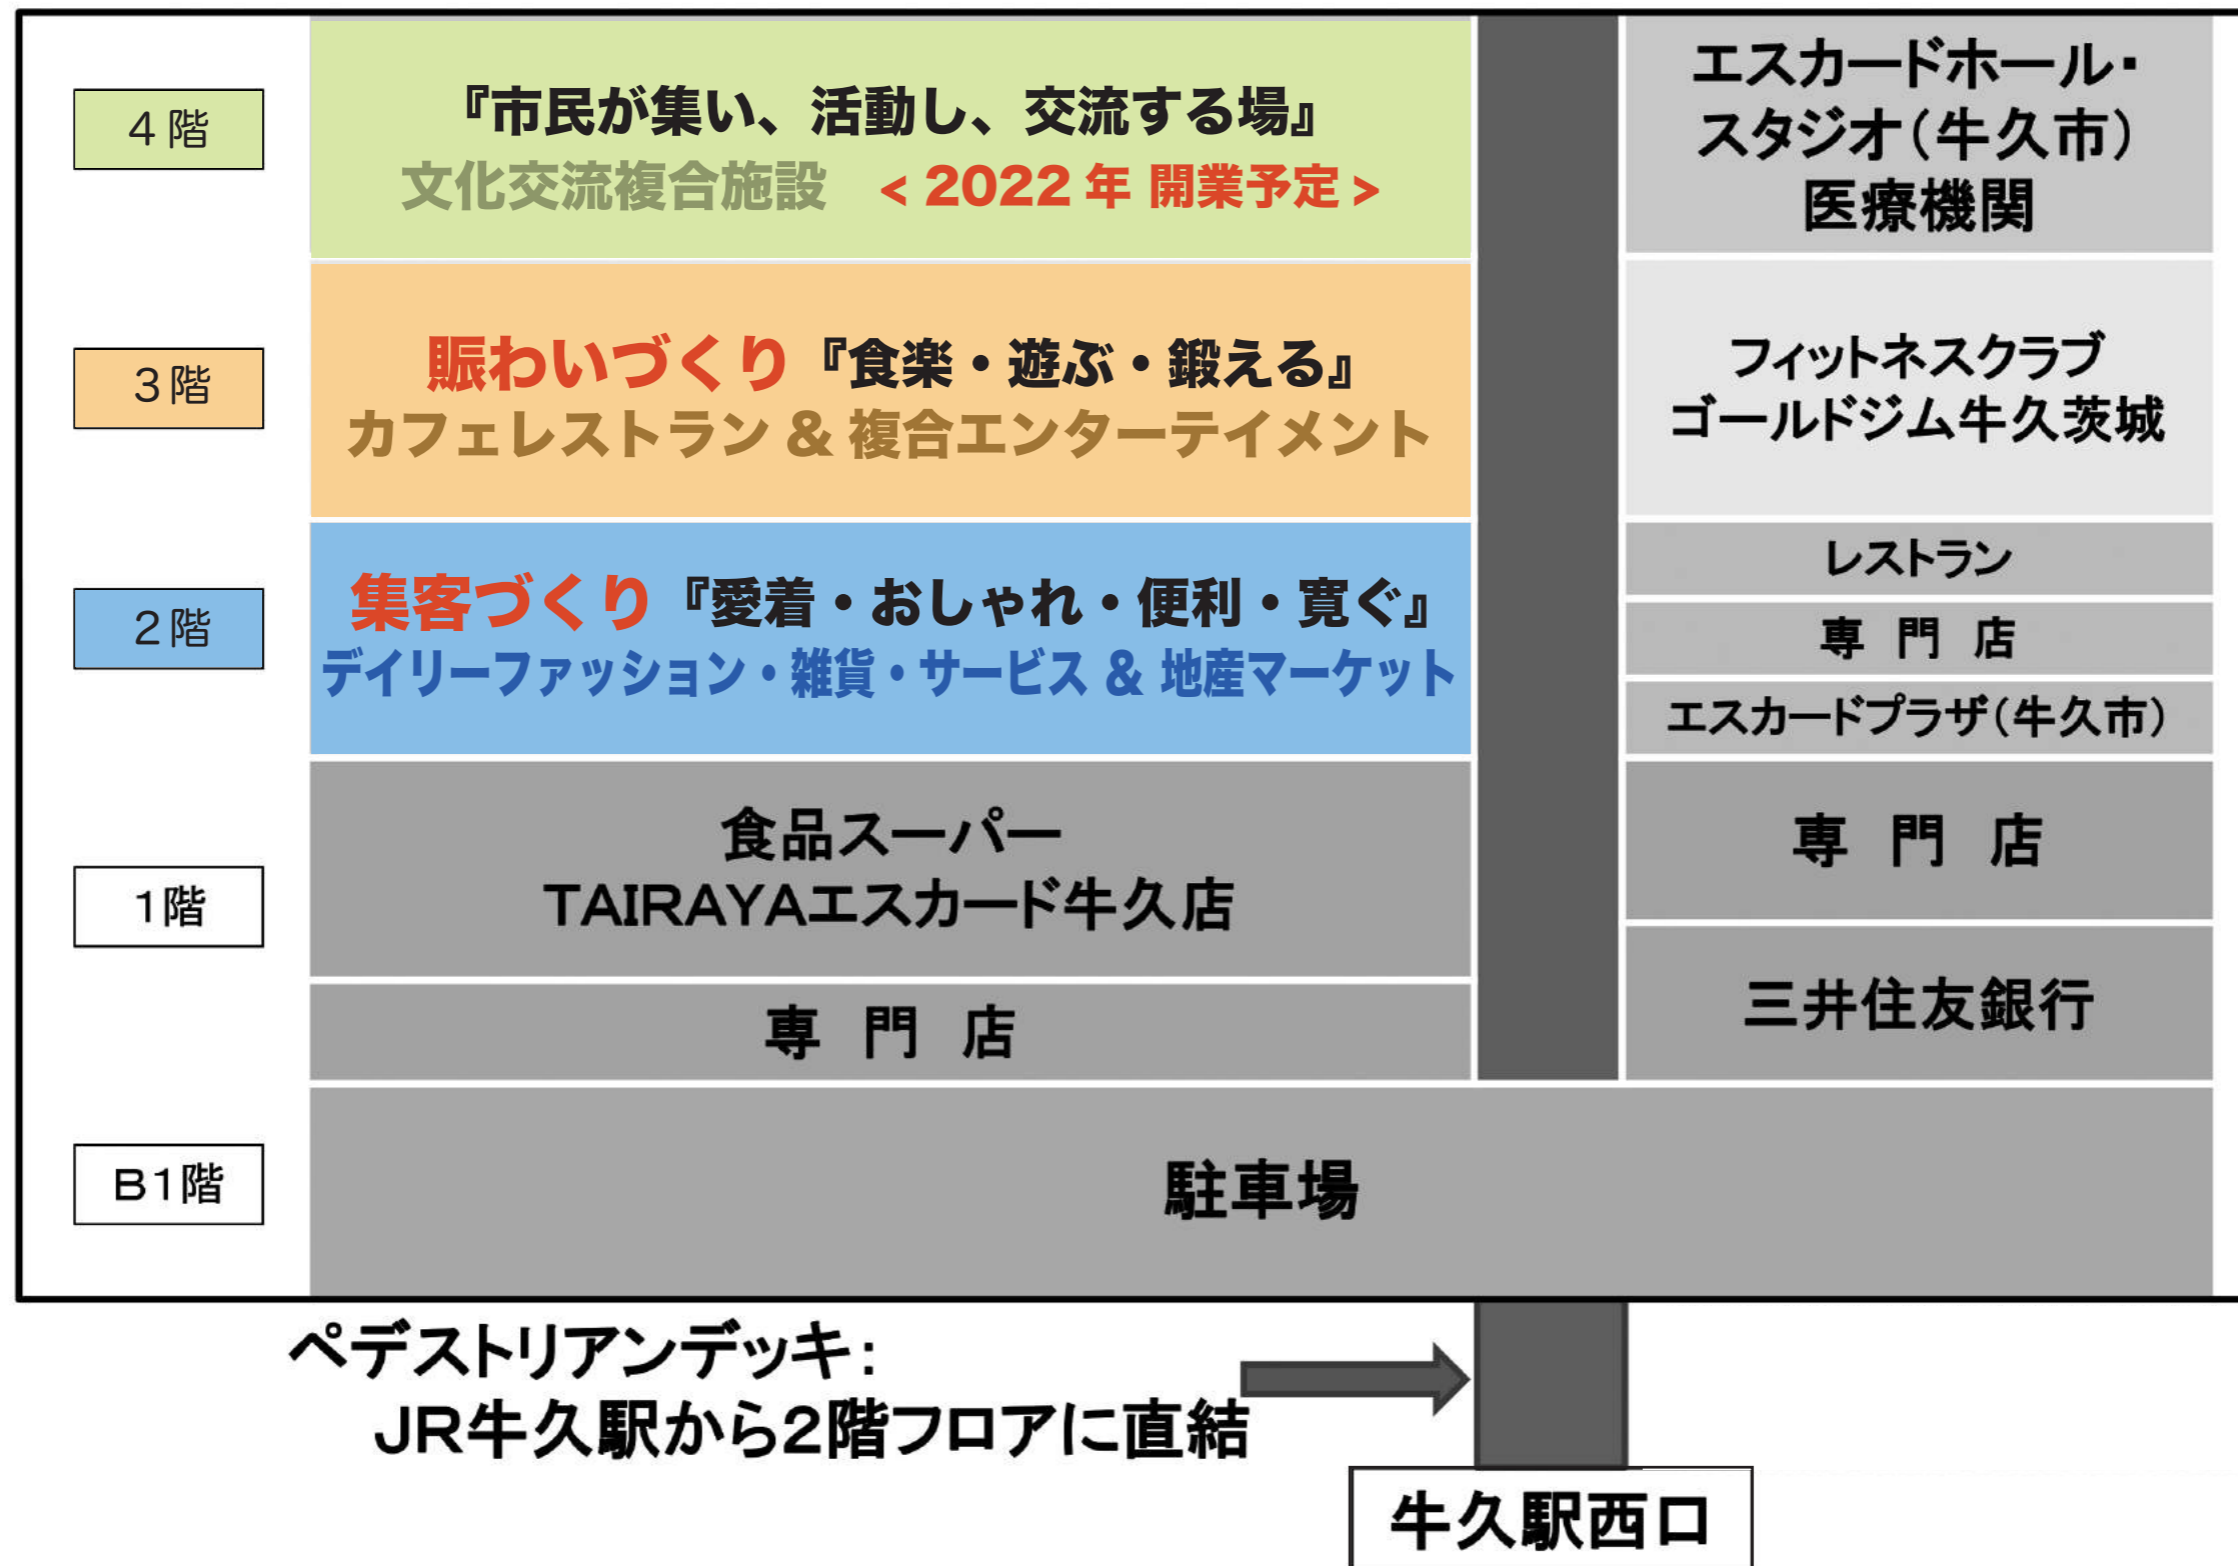 4階
『市民が集い、活動し、交流する場』
文化交流複合施設 < 2022年 開業予定 >
エスカードホール・
スタジオ(牛久市)
医療機関
3階
賑わいづくり『食楽・遊ぶ・鍛える』
カフェレストラン & 複合エンターテイメント
フィットネスクラブ
ゴールドジム牛久茨城
2階
集客づくり『愛着・おしゃれ・便利・寛ぐ』
デイリーファッション・雑貨・サービス & 地産マーケット
レストラン
専 門 店
エスカードプラザ(牛久市)
1階
食品スーパー
TAIRAYAエスカード牛久店
専 門 店
専 門 店
三井住友銀行
B1階
駐車場
ペデストリアンデッキ:
JR牛久駅から2階フロアに直結
牛久駅西口